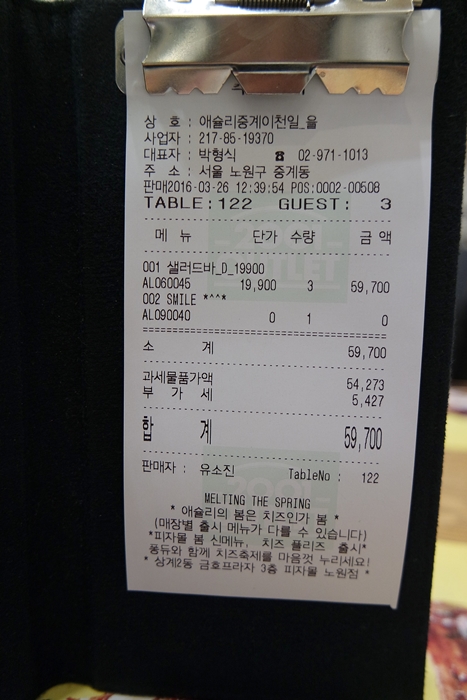 상 호 : 애슐리중계이천일_을
사업자 : 217-85-19370
대표자 : 박형식 ☎ 02-971-1013
주 소 : 서울 노원구 중계동
판매2016-03-26 12:39:54 POS:0002-00508
TABLE:122 GUEST: 3
메 뉴 단가 수량 금 액
001 샐러드바_D_19900
AL060045 19,900 3 59,700
002 SMILE *^^*
AL090040 0 1 0
소 계 59,700
과세물품가액 54,273
부 가 세 5,427
합 계 59,700
판매자 : 유소진 TableNo : 122
MELTING THE SPRING
* 애슐리의 봄은 치즈인가 봄 *
(매장별 출시 메뉴가 다를 수 있습니다)
*피자몰 봄 신메뉴, 치즈 플리즈 출시*
퐁듀와 함께 치즈축제를 마음껏 누리세요!
* 상계2동 금호프라자 3층 피자몰 노원점 *